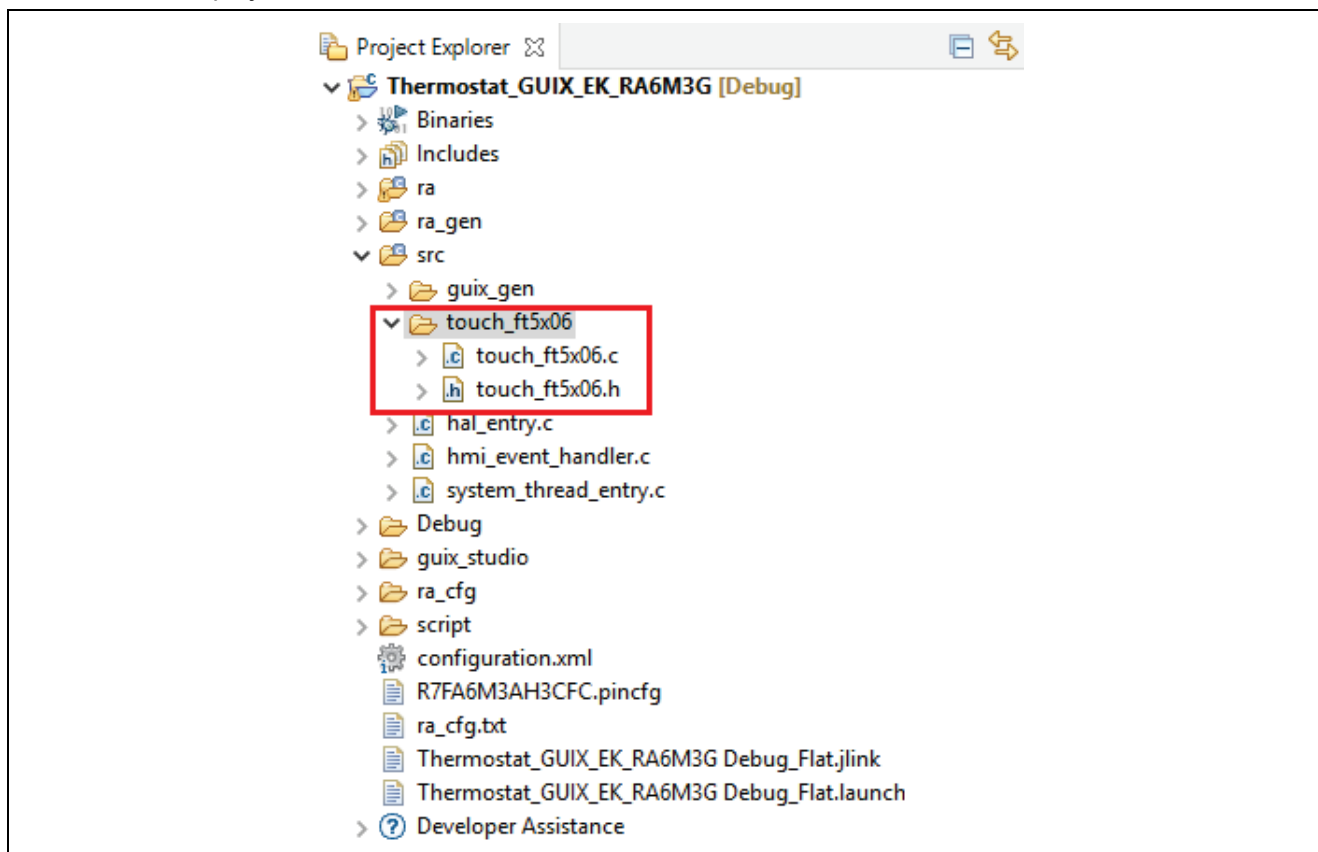 Project Explorer
Thermostat_GUIX_EK_RA6M3G [Debug]
Binaries
Includes
ra
ra_gen
src
guix_gen
touch_ft5x06
touch_ft5x06.c
touch_ft5x06.h
hal_entry.c
hmi_event_handler.c
system_thread_entry.c
Debug
guix_studio
ra_cfg
script
configuration.xml
R7FA6M3AH3CFC.pincfg
ra_cfg.txt
Thermostat_GUIX_EK_RA6M3G Debug_Flat.jlink
Thermostat_GUIX_EK_RA6M3G Debug_Flat.launch
Developer Assistance